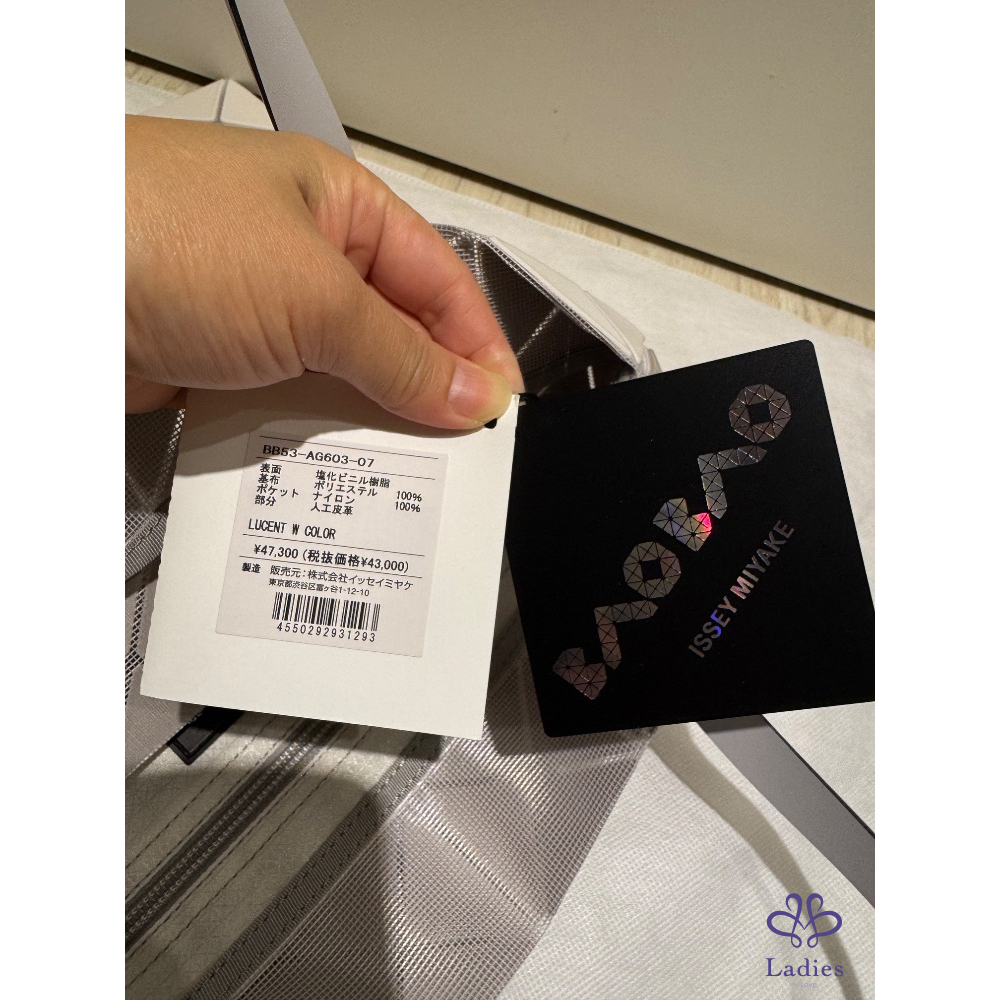 BB53-AG603-07
表面 塩化ビニル樹脂
基布 ポリエステル 100%
ポケット ナイロン 100%
部分 人工皮革
LUCENT W COLOR
¥47,300 (税抜価格¥43,000)
製造 販売元:株式会社イッセイミヤケ
東京都渋谷区富ヶ谷1-12-10
4550292931293
BAOBAO
ISSEY MIYAKE
Ladies